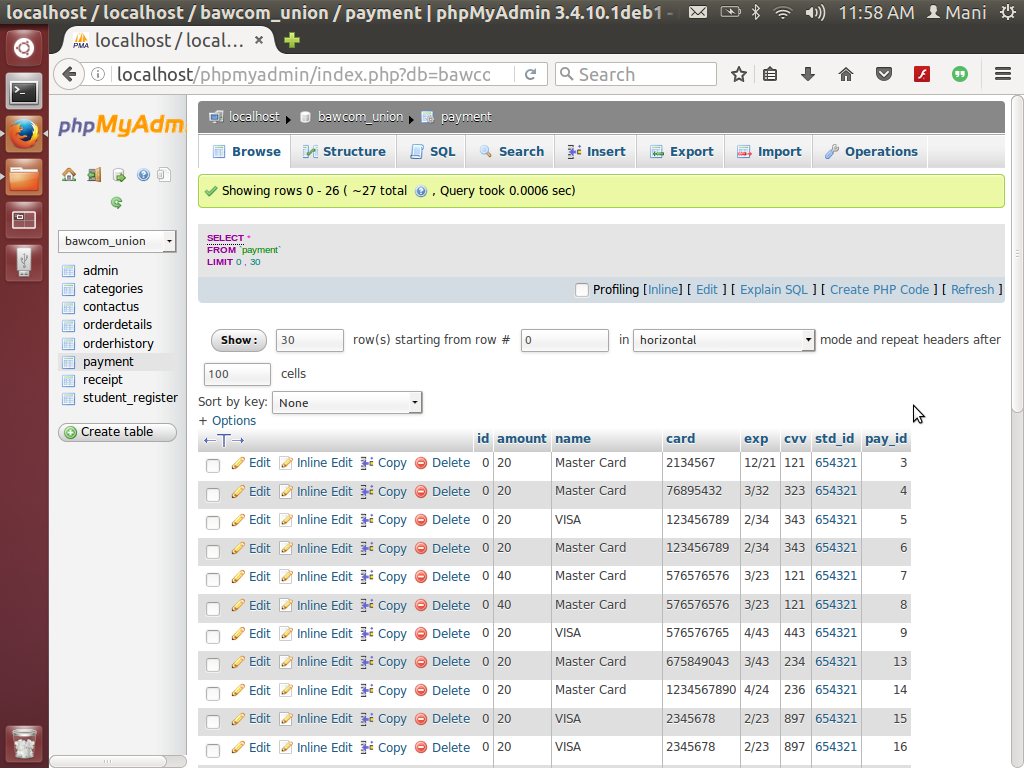 localhost / localhost / bawcom_union / payment | phpMyAdmin 3.4.10.1deb1 - 11:58 AM Mani
PMA localhost / local... ×
localhost/phpmyadmin/index.php?db=bawco Search
phpMyAdm
localhost ▸ bawcom_union ▸ payment
Browse Structure SQL Search Insert Export Import Operations
Showing rows 0 - 26 ( ~27 total , Query took 0.0006 sec)
bawcom_union
admin
categories
contactus
orderdetails
orderhistory
payment
receipt
student_register
Create table
SELECT *
FROM `payment`
LIMIT 0 , 30
Profiling [Inline] [ Edit ] [ Explain SQL ] [ Create PHP Code ] [ Refresh ]
Show : 30 row(s) starting from row # 0 in horizontal mode and repeat headers after
100 cells
Sort by key: None
+ Options
←T→ id amount name card exp cvv std_id pay_id
Edit Inline Edit Copy Delete 0 20 Master Card 2134567 12/21 121 654321 3
Edit Inline Edit Copy Delete 0 20 Master Card 76895432 3/32 323 654321 4
Edit Inline Edit Copy Delete 0 20 VISA 123456789 2/34 343 654321 5
Edit Inline Edit Copy Delete 0 20 Master Card 123456789 2/34 343 654321 6
Edit Inline Edit Copy Delete 0 40 Master Card 576576576 3/23 121 654321 7
Edit Inline Edit Copy Delete 0 40 Master Card 576576576 3/23 121 654321 8
Edit Inline Edit Copy Delete 0 20 VISA 576576765 4/43 443 654321 9
Edit Inline Edit Copy Delete 0 20 Master Card 675849043 3/43 234 654321 13
Edit Inline Edit Copy Delete 0 20 Master Card 1234567890 4/24 236 654321 14
Edit Inline Edit Copy Delete 0 20 VISA 2345678 2/23 897 654321 15
Edit Inline Edit Copy Delete 0 20 VISA 2345678 2/23 897 654321 16